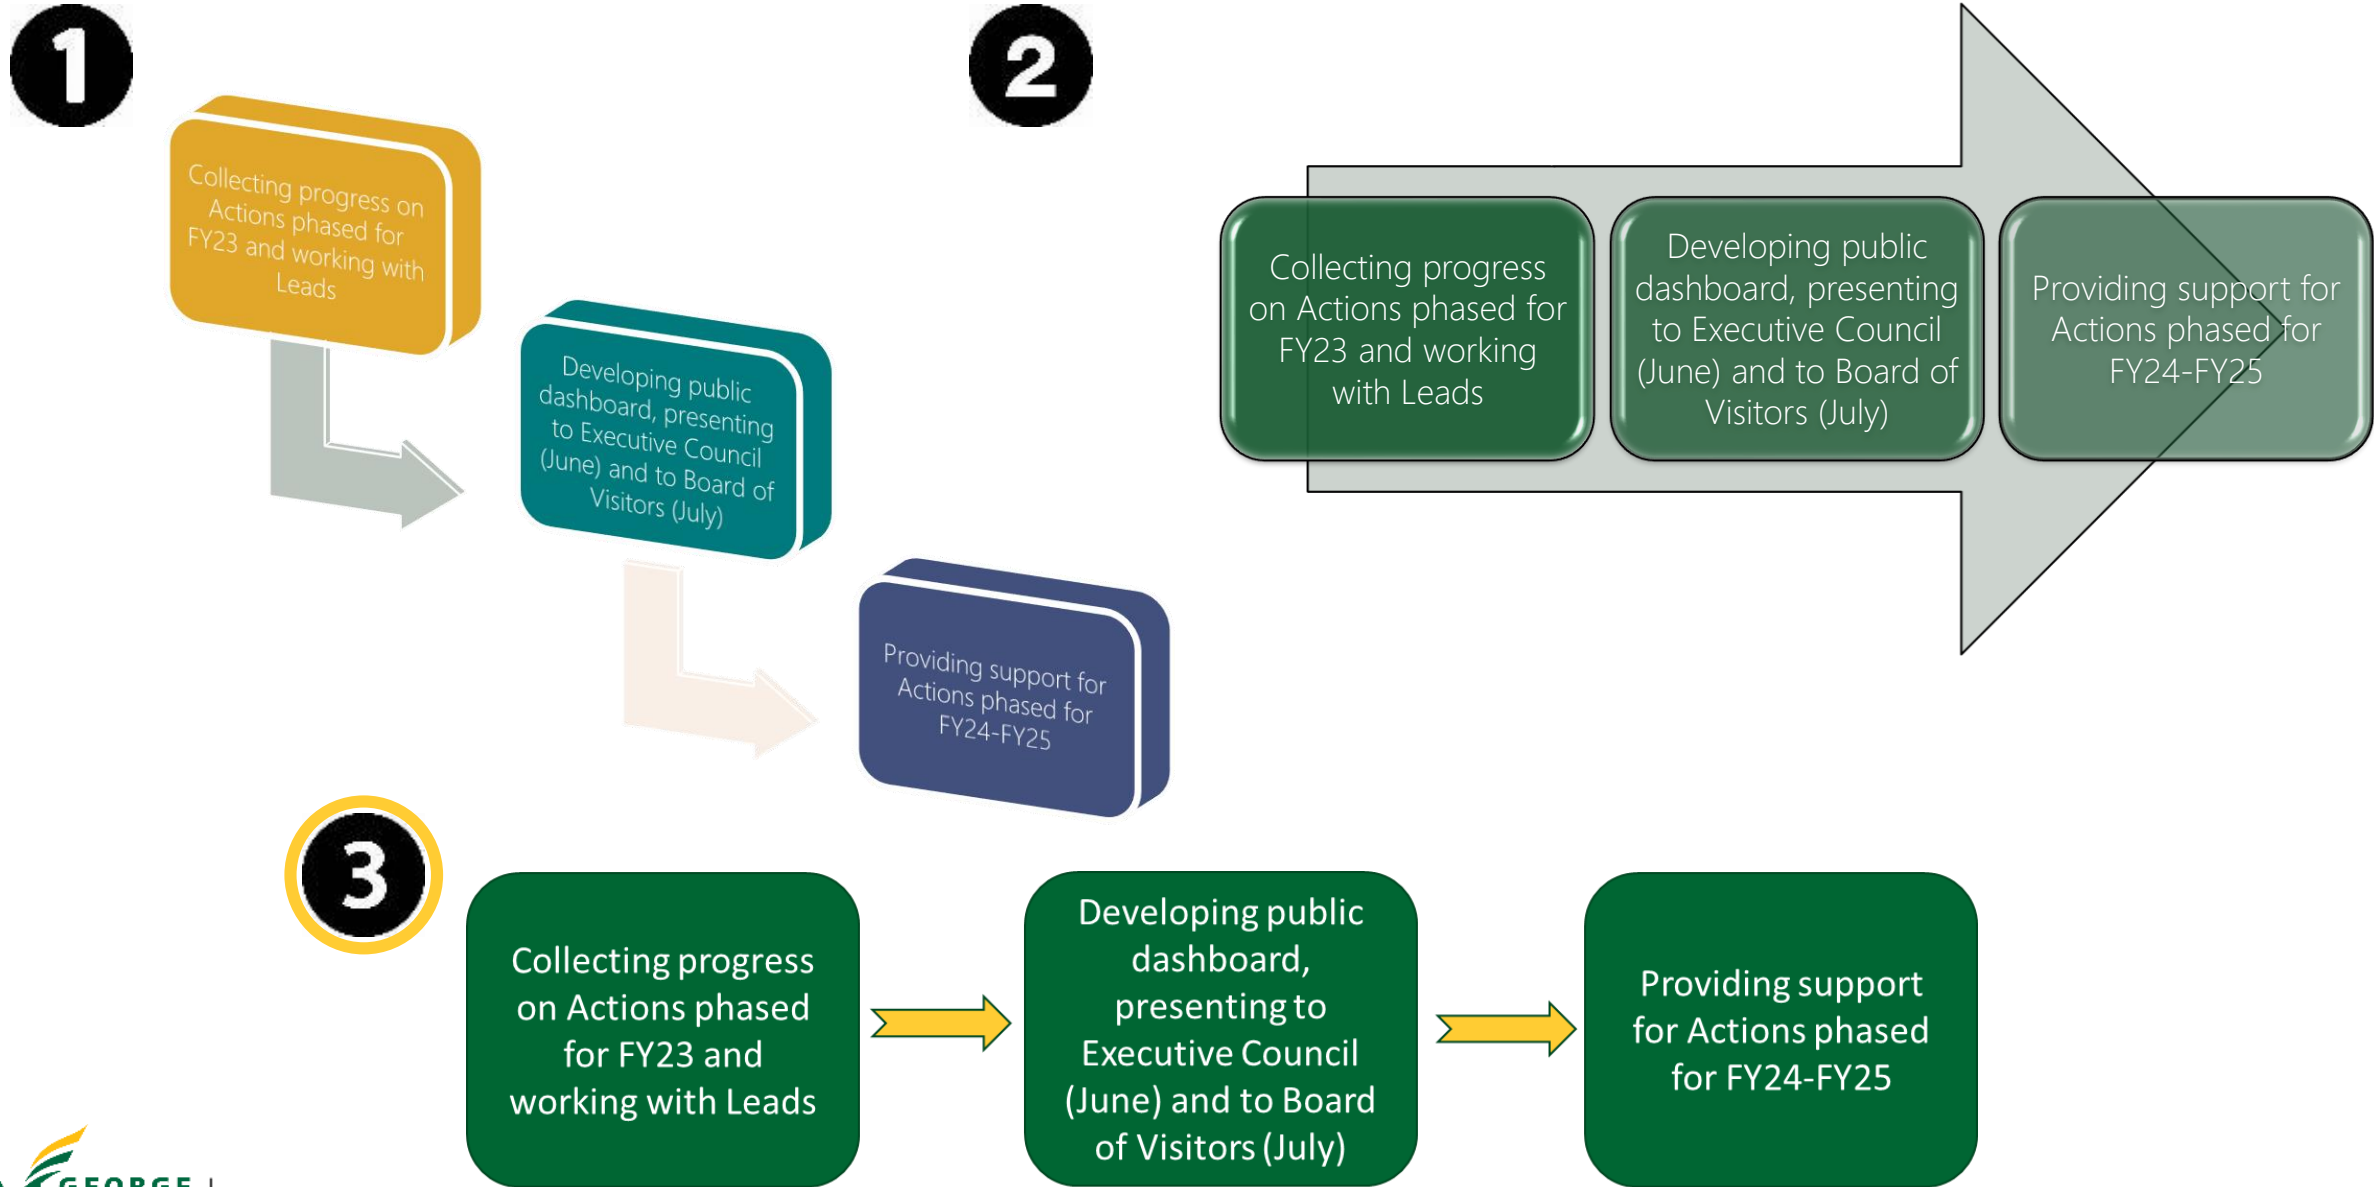 1
Collecting progress on
Actions phased for
FY23 and working with
Leads
Developing public
dashboard, presenting
to Executive Council
(June) and to Board of
Visitors (July)
Providing support for
Actions phased for
FY24-FY25
2
Collecting progress
on Actions phased for
FY23 and working
with Leads
Developing public
dashboard, presenting
to Executive Council
(June) and to Board of
Visitors (July)
Providing support for
Actions phased for
FY24-FY25
3
Collecting progress
on Actions phased
for FY23 and
working with Leads
Developing public
dashboard,
presenting to
Executive Council
(June) and to Board
of Visitors (July)
Providing support
for Actions phased
for FY24-FY25
GEORGE